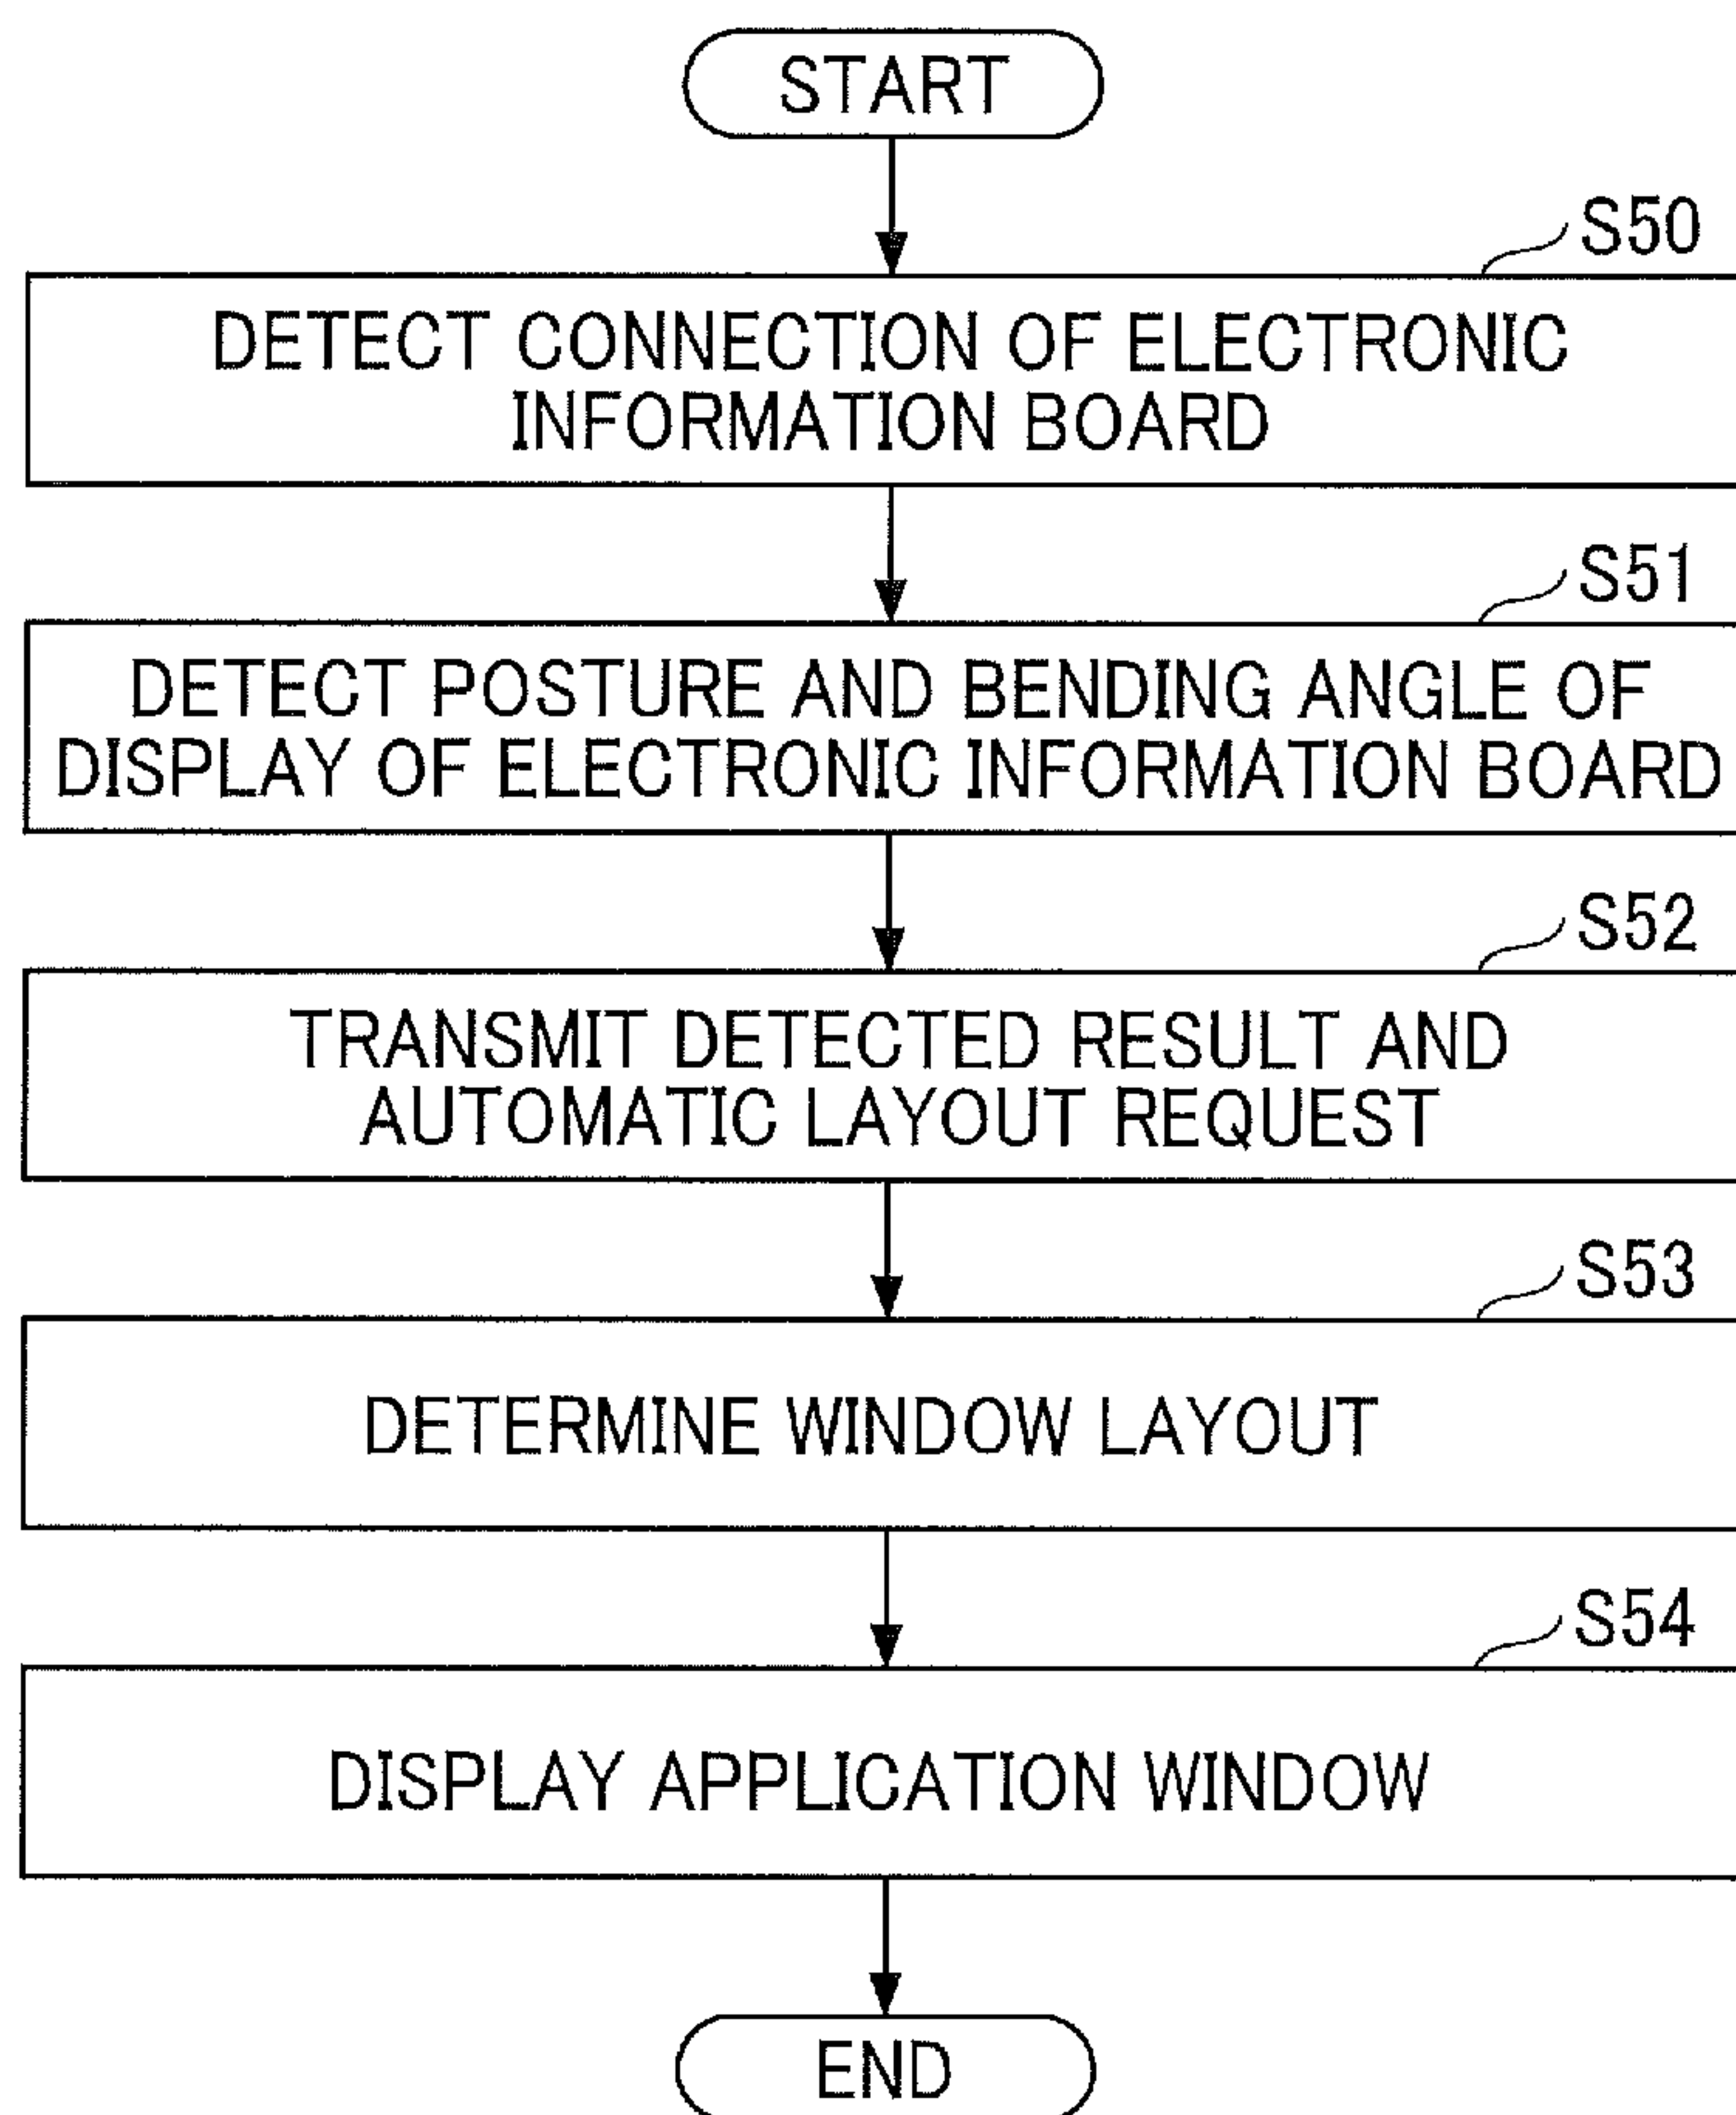 START
S50
DETECT CONNECTION OF ELECTRONIC
INFORMATION BOARD
S51
DETECT POSTURE AND BENDING ANGLE OF
DISPLAY OF ELECTRONIC INFORMATION BOARD
S52
TRANSMIT DETECTED RESULT AND
AUTOMATIC LAYOUT REQUEST
S53
DETERMINE WINDOW LAYOUT
S54
DISPLAY APPLICATION WINDOW
END